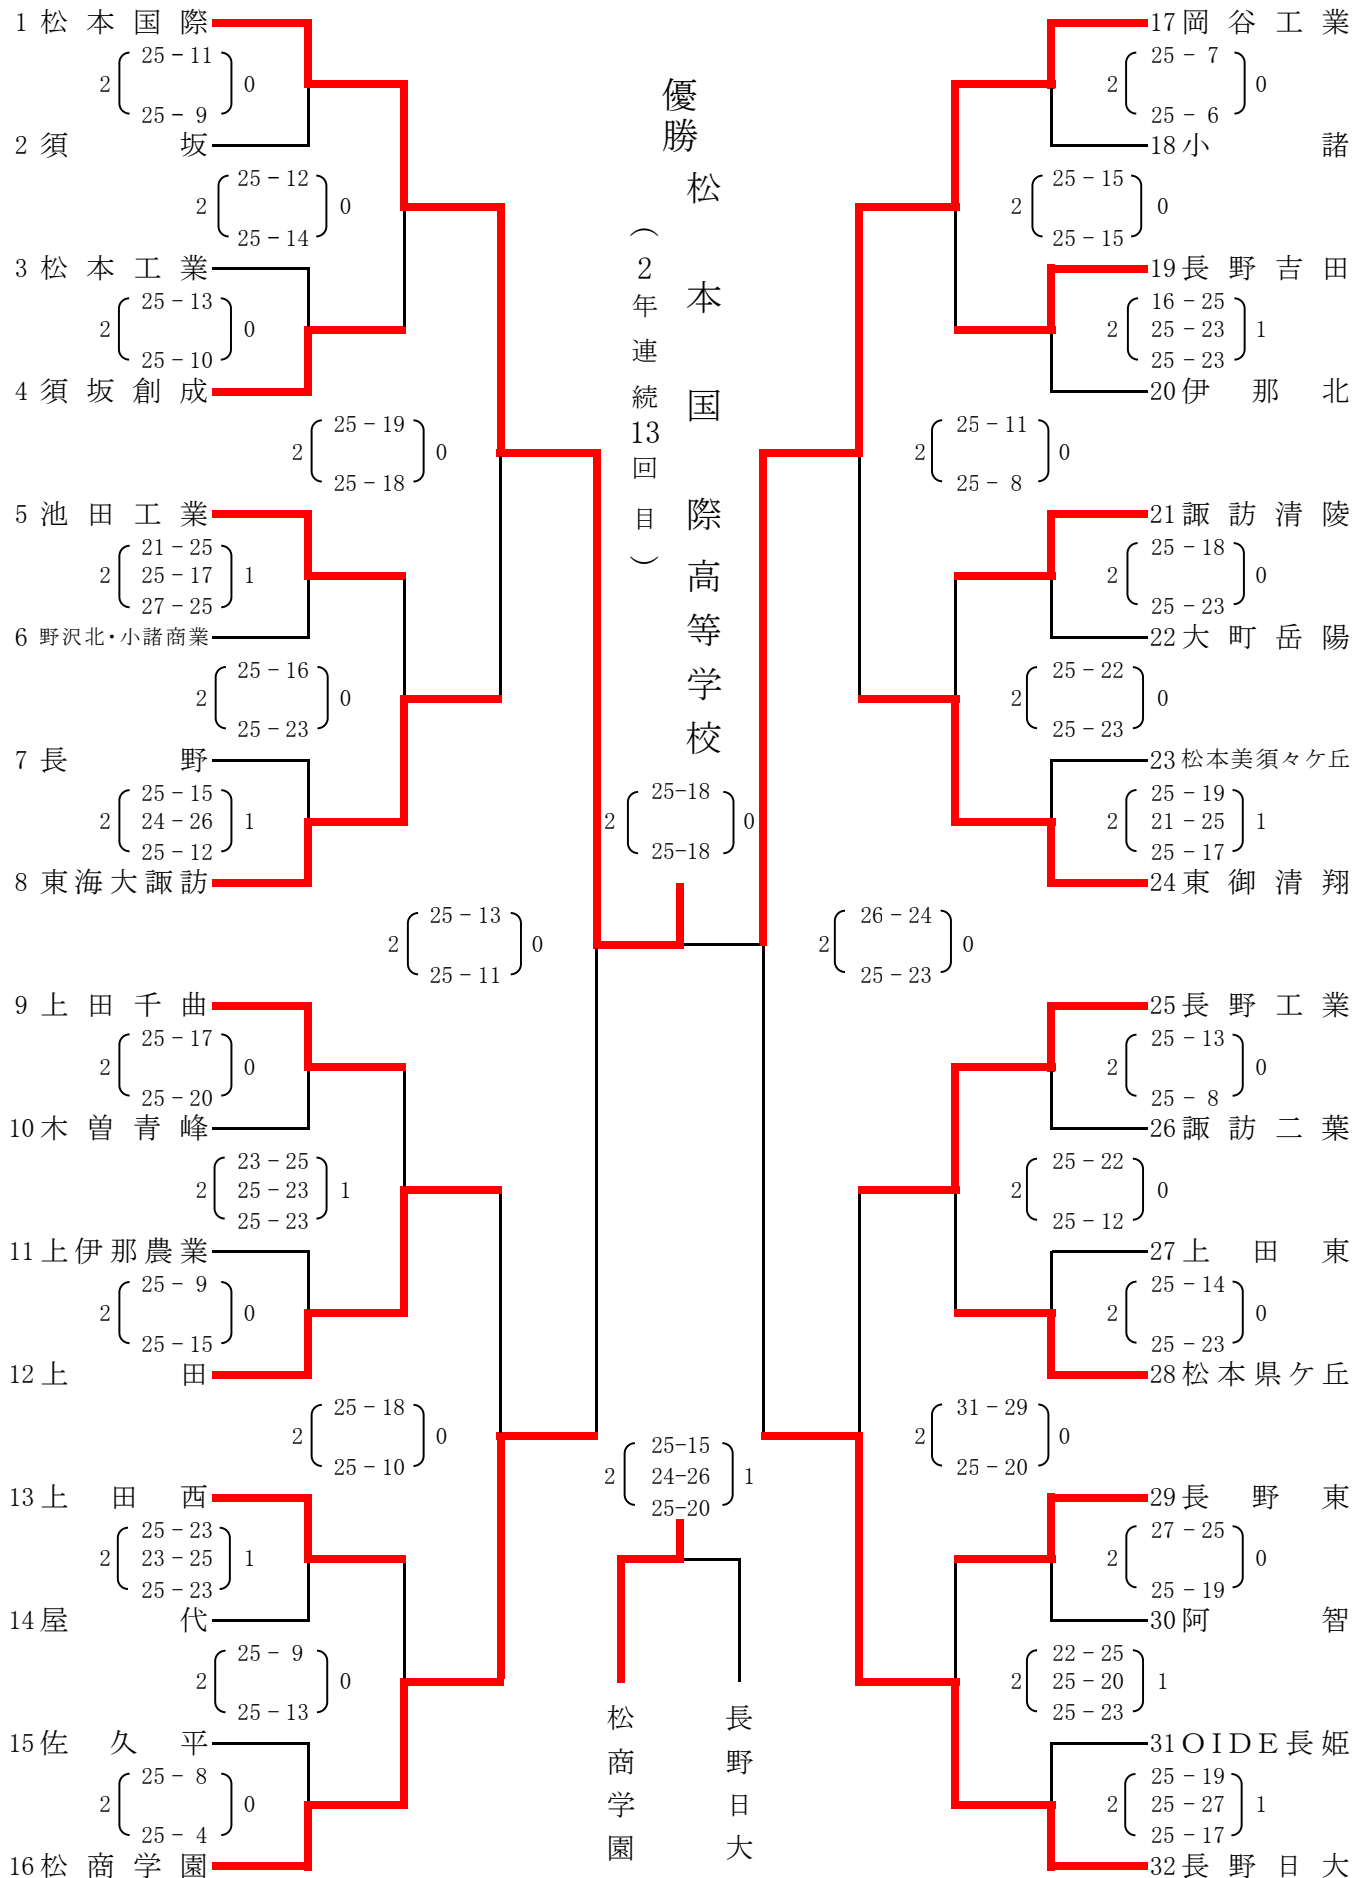 優勝 松本国際高等学校
(2年連続13回目)
1 松本国際
25-11
2 0
25-9
2 須坂
25-12
2 0
25-14
3 松本工業
25-13
2 0
25-10
4 須坂創成
25-19
2 0
25-18
5 池田工業
21-25
2 25-17 1
27-25
6 野沢北・小諸商業
25-16
2 0
25-23
7 長野
25-15
2 24-26 1
25-12
8 東海大諏訪
25-13
2 0
25-11
9 上田千曲
25-17
2 0
25-20
10 木曽青峰
23-25
2 25-23 1
25-23
11 上伊那農業
25-9
2 0
25-15
12 上田
25-18
2 0
25-10
13 上田西
25-23
2 23-25 1
25-23
14 屋代
25-9
2 0
25-13
15 佐久平
25-8
2 0
25-4
16 松商学園
25-18
2 0
25-18
25-15
2 24-26 1
25-20
松商学園
長野日大
17 岡谷工業
25-7
2 0
25-6
18 小諸
25-15
2 0
25-15
19 長野吉田
16-25
2 25-23 1
25-23
20 伊那北
25-11
2 0
25-8
21 諏訪清陵
25-18
2 0
25-23
22 大町岳陽
25-22
2 0
25-23
23 松本美須々ケ丘
25-19
2 21-25 1
25-17
24 東御清翔
26-24
2 0
25-23
25 長野工業
25-13
2 0
25-8
26 諏訪二葉
25-22
2 0
25-12
27 上田東
25-14
2 0
25-23
28 松本県ケ丘
31-29
2 0
25-20
29 長野東
27-25
2 0
25-19
30 阿智
22-25
2 25-20 1
25-23
31 OIDE長姫
25-19
2 25-27 1
25-17
32 長野日大